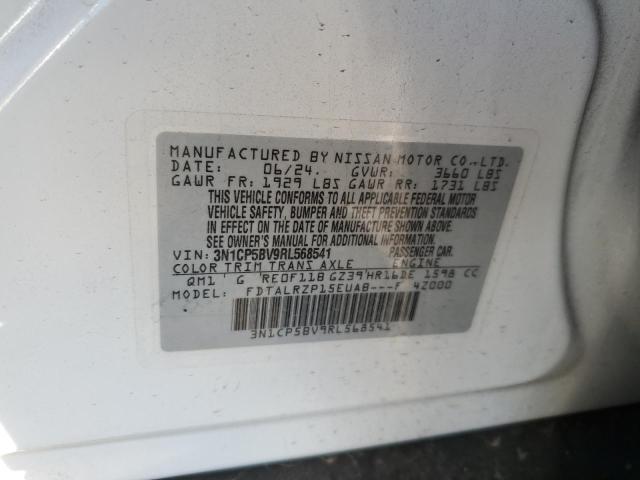 MANUFACTURED BY NISSAN MOTOR CO.,LTD.
DATE: 06/24. GVWR: 3660 LBS
GAWR FR: 1929 LBS GAWR RR: 1731 LBS
THIS VEHICLE CONFORMS TO ALL APPLICABLE FEDERAL MOTOR
VEHICLE SAFETY, BUMPER AND THEFT PREVENTION STANDARDS
IN EFFECT ON THE DATE OF MANUFACTURE SHOWN ABOVE.
SEE OWNER'S MANUAL FOR ADDITIONAL INFORMATION.
VIN: 3N1CP5BV9RL568541 PASSENGER CAR.
COLOR TRIM TRANS AXLE ENGINE
QM1 G RE0F11B GZ39 HR16DE 1598 CC
MODEL: FDTALRZP15EUAB---F 4Z000
3N1CP5BV9RL568541